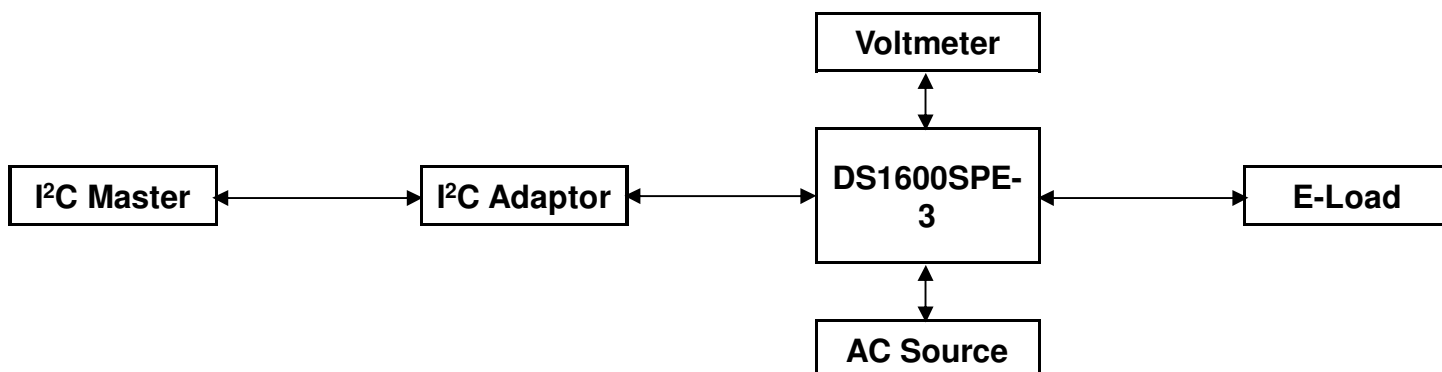 Voltmeter
I²C Master
I²C Adaptor
DS1600SPE-
3
E-Load
AC Source